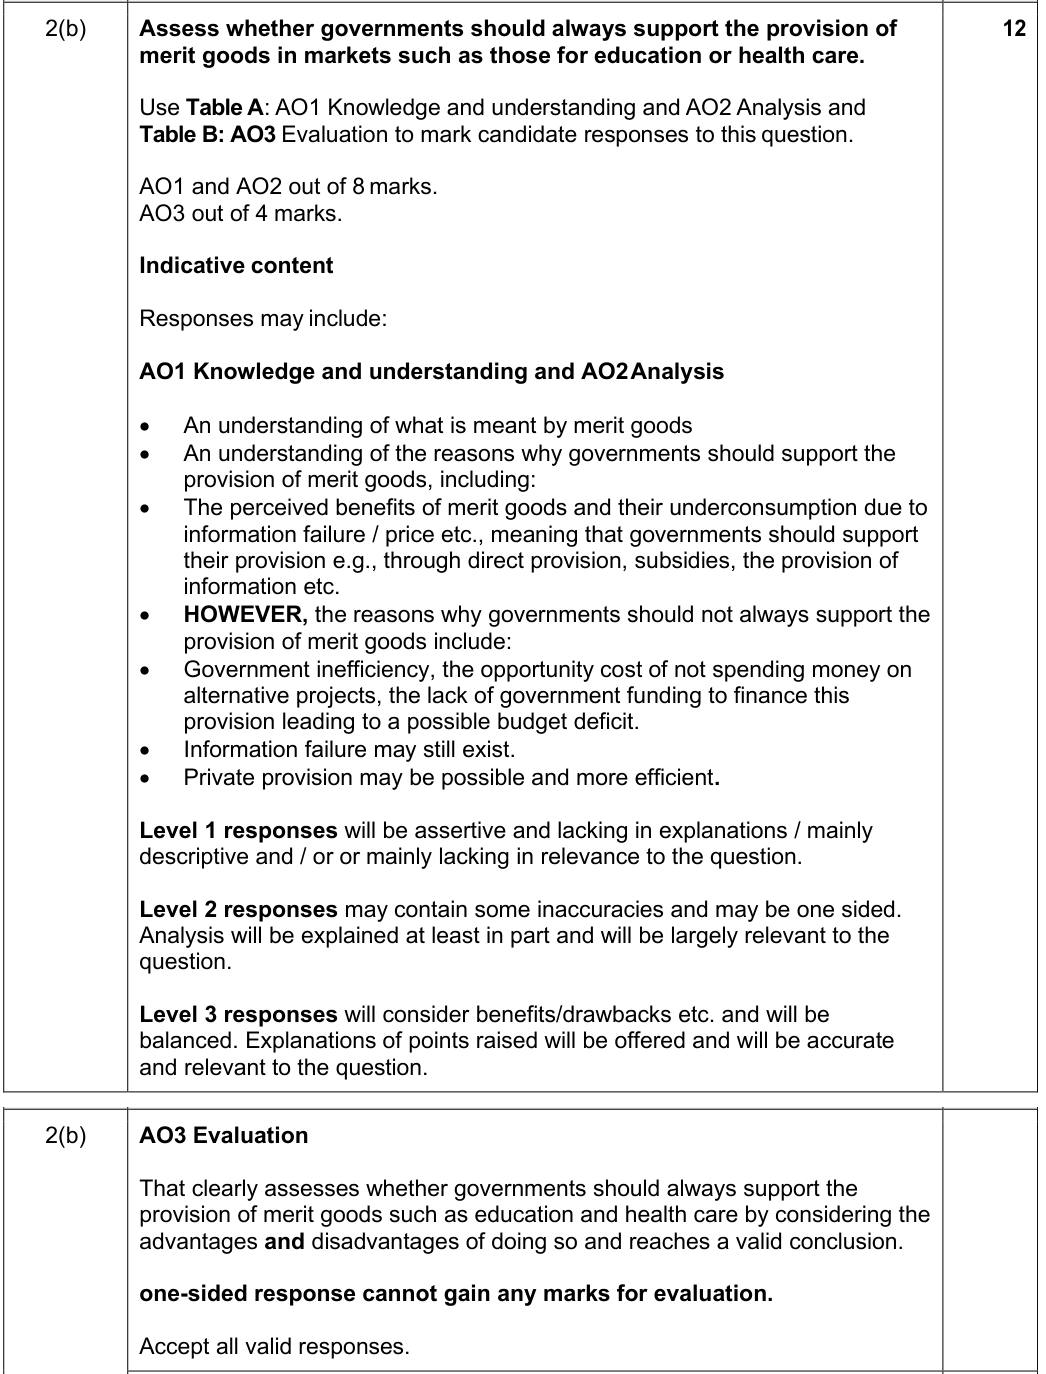 2(b)
Assess whether governments should always support the provision of
merit goods in markets such as those for education or health care.
12
Use Table A: AO1 Knowledge and understanding and AO2 Analysis and
Table B: AO3 Evaluation to mark candidate responses to this question.
AO1 and AO2 out of 8 marks.
AO3 out of 4 marks.
Indicative content
Responses may include:
AO1 Knowledge and understanding and AO2 Analysis
• An understanding of what is meant by merit goods
• An understanding of the reasons why governments should support the
provision of merit goods, including:
• The perceived benefits of merit goods and their underconsumption due to
information failure / price etc., meaning that governments should support
their provision e.g., through direct provision, subsidies, the provision of
information etc.
• HOWEVER, the reasons why governments should not always support the
provision of merit goods include:
• Government inefficiency, the opportunity cost of not spending money on
alternative projects, the lack of government funding to finance this
provision leading to a possible budget deficit.
• Information failure may still exist.
• Private provision may be possible and more efficient.
Level 1 responses will be assertive and lacking in explanations / mainly
descriptive and / or or mainly lacking in relevance to the question.
Level 2 responses may contain some inaccuracies and may be one sided.
Analysis will be explained at least in part and will be largely relevant to the
question.
Level 3 responses will consider benefits/drawbacks etc. and will be
balanced. Explanations of points raised will be offered and will be accurate
and relevant to the question.
2(b)
AO3 Evaluation
That clearly assesses whether governments should always support the
provision of merit goods such as education and health care by considering the
advantages and disadvantages of doing so and reaches a valid conclusion.
one-sided response cannot gain any marks for evaluation.
Accept all valid responses.